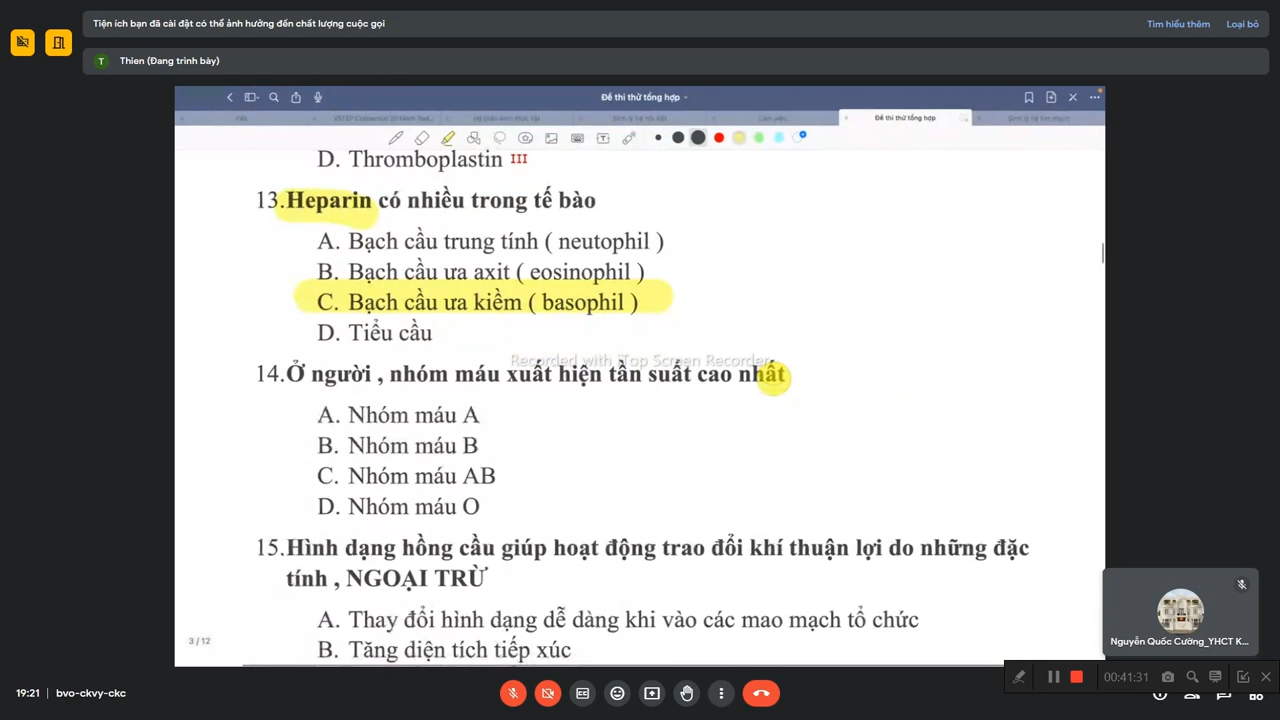 Tiện ích bạn đã cài đặt có thể ảnh hưởng đến chất lượng cuộc gọi
Tìm hiểu thêm
Loại bỏ
T
Thien (Đang trình bày)
Đề thi thử tổng hợp
Đề thi thử tổng hợp
D. Thromboplastin III
13.Heparin có nhiều trong tế bào
A. Bạch cầu trung tính ( neutophil )
B. Bạch cầu ưa axit ( eosinophil )
C. Bạch cầu ưa kiềm ( basophil )
D. Tiểu cầu
Recorded with iTop Screen Recorder
14.Ở người , nhóm máu xuất hiện tần suất cao nhất
A. Nhóm máu A
B. Nhóm máu B
C. Nhóm máu AB
D. Nhóm máu O
15.Hình dạng hồng cầu giúp hoạt động trao đổi khí thuận lợi do những đặc
tính , NGOẠI TRỪ
A. Thay đổi hình dạng dễ dàng khi vào các mao mạch tổ chức
B. Tăng diện tích tiếp xúc
3 / 12
Nguyễn Quốc Cường_YHCT K...
00:41:31
19:21
bvo-ckvy-ckc